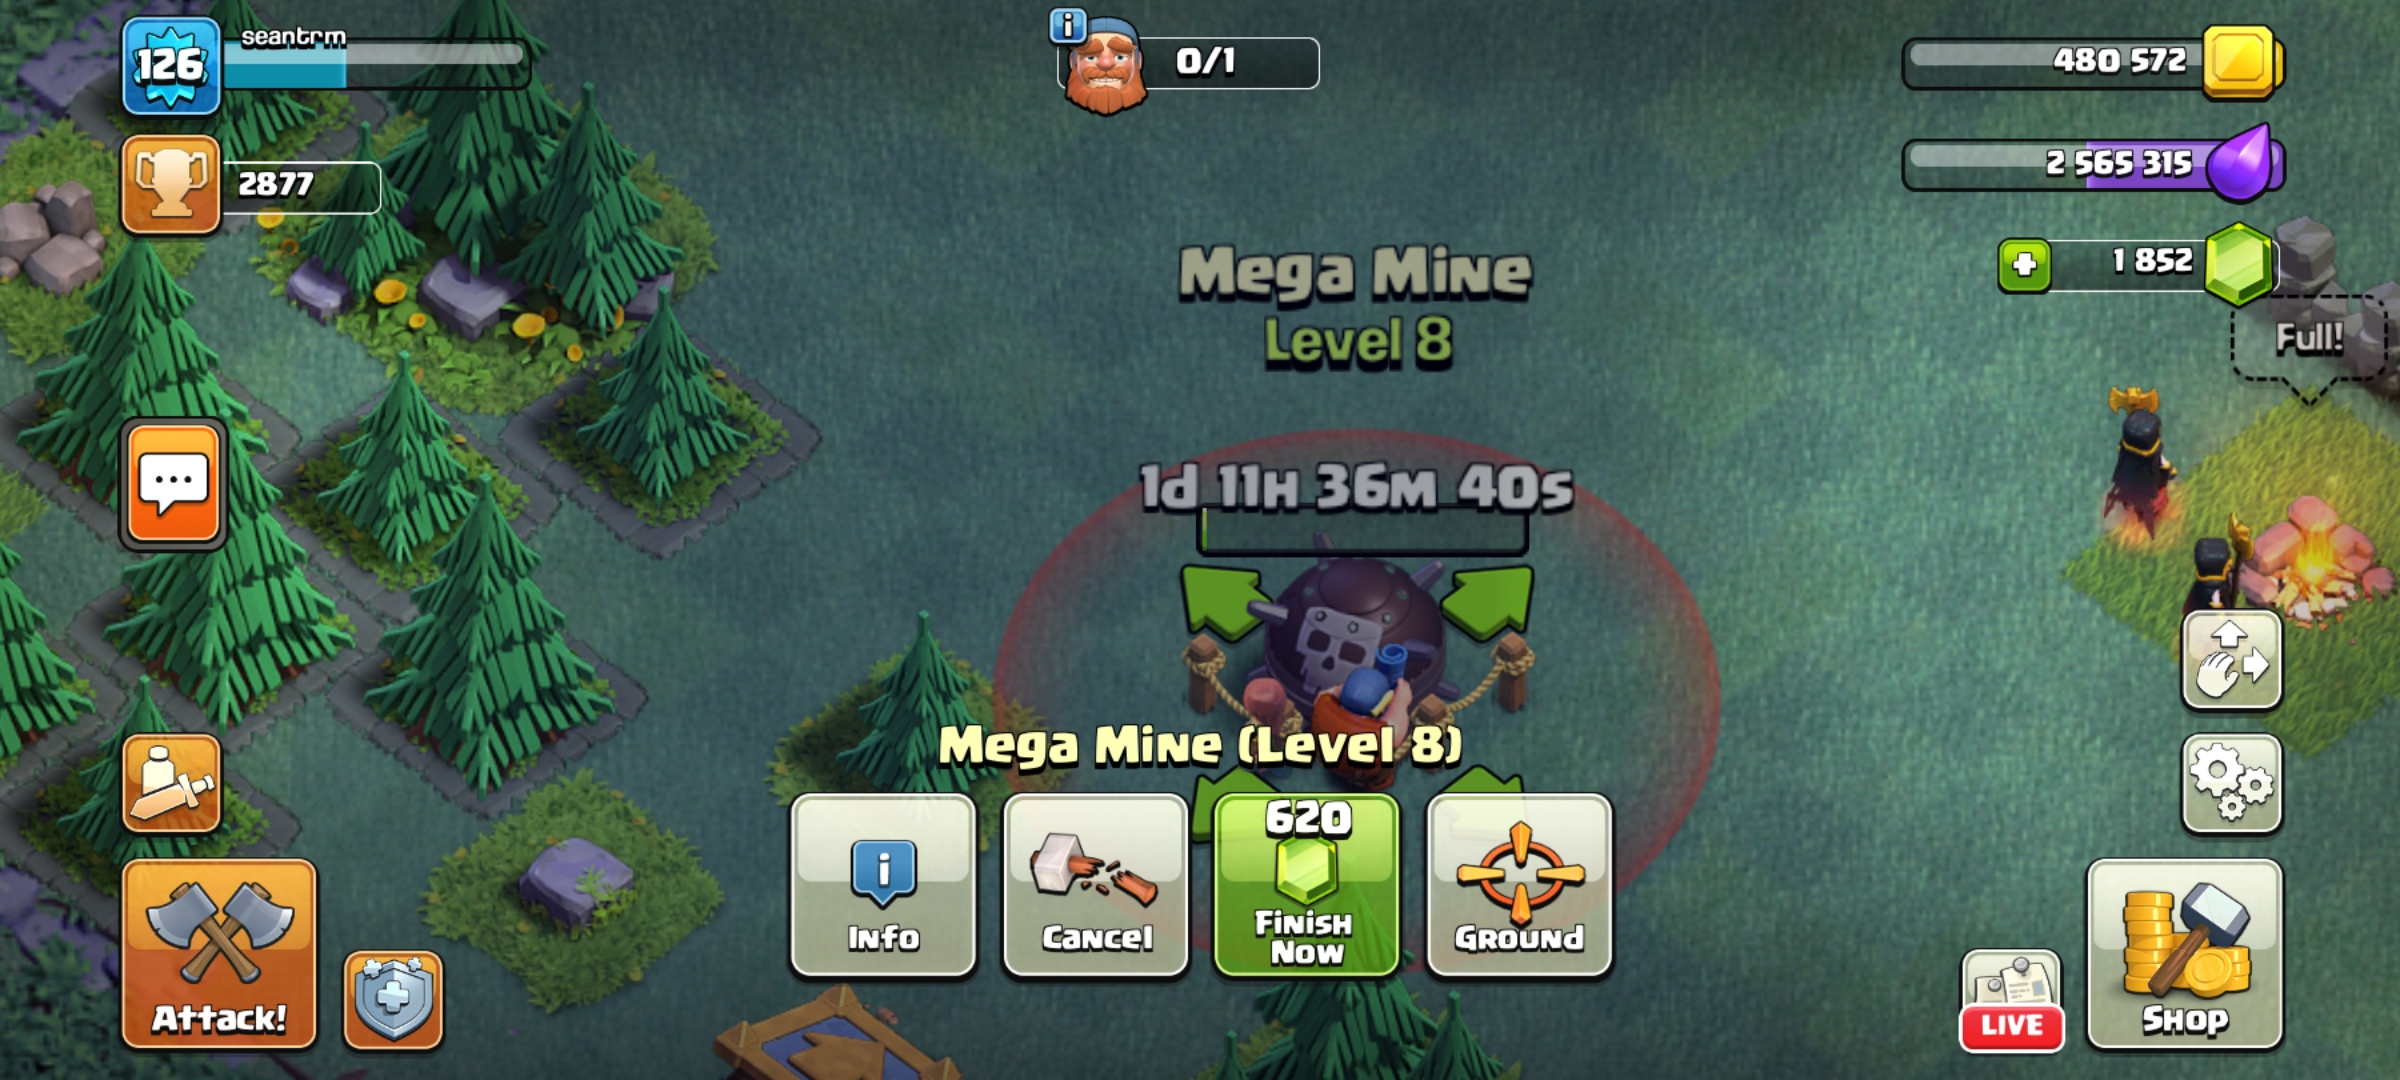 126
seantrm
0/1
480 572
2877
2 565 315
1 852
Full!
Mega Mine
Level 8
1d 11H 36M 40s
Mega Mine (Level 8)
Info
Cancel
620
Finish
Now
Ground
Attack!
LIVE
Shop